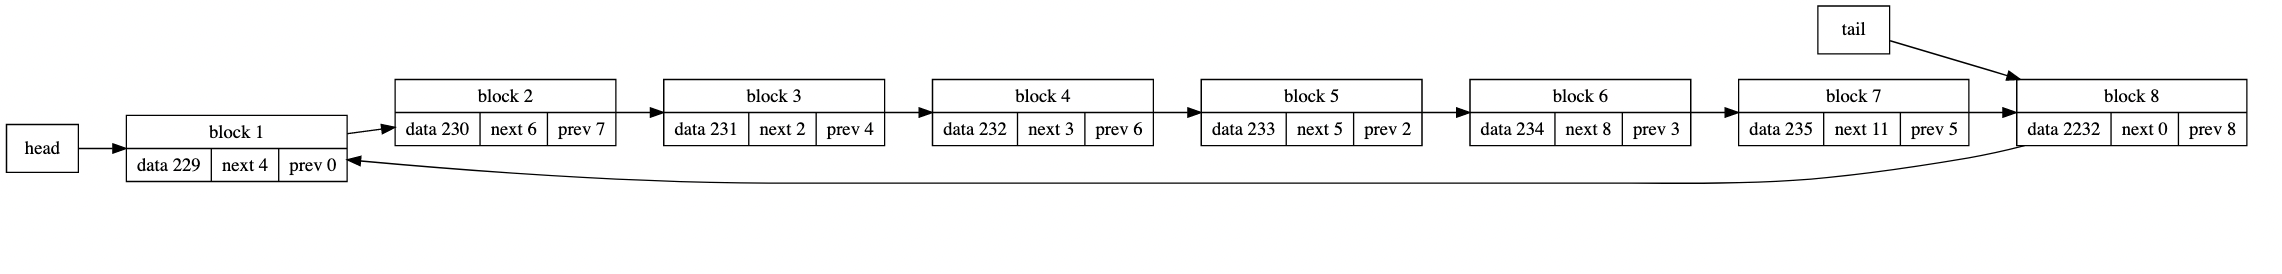 tail
head
block 1
data 229 next 4 prev 0
block 2
data 230 next 6 prev 7
block 3
data 231 next 2 prev 4
block 4
data 232 next 3 prev 6
block 5
data 233 next 5 prev 2
block 6
data 234 next 8 prev 3
block 7
data 235 next 11 prev 5
block 8
data 2232 next 0 prev 8